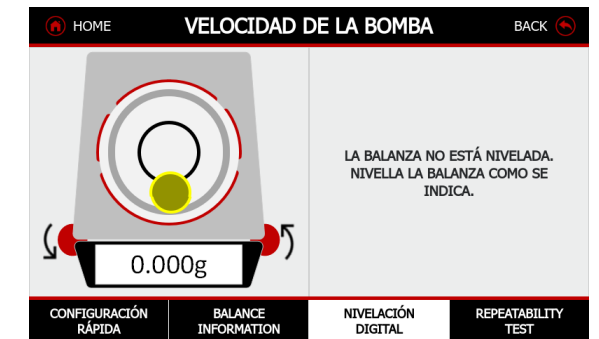 HOME
VELOCIDAD DE LA BOMBA
BACK
LA BALANZA NO ESTÁ NIVELADA.
NIVELLA LA BALANZA COMO SE
INDICA.
0.000g
CONFIGURACIÓN
RÁPIDA
BALANCE
INFORMATION
NIVELACIÓN
DIGITAL
REPEATABILITY
TEST